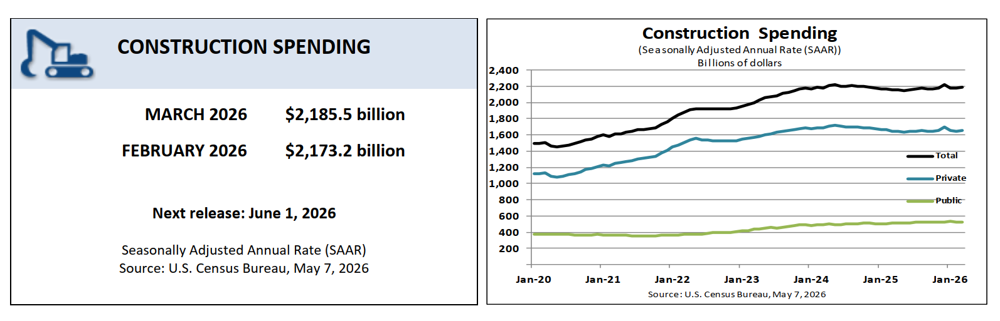 CONSTRUCTION SPENDING
MARCH 2026 $2,185.5 billion
FEBRUARY 2026 $2,173.2 billion
Next release: June 1, 2026
Seasonally Adjusted Annual Rate (SAAR)
Source: U.S. Census Bureau, May 7, 2026
Construction Spending
(Seasonally Adjusted Annual Rate (SAAR))
Billions of dollars
2,400
2,200
2,000
1,800
1,600
1,400
1,200
1,000
800
600
400
200
Total
Private
Public
Jan-20 Jan-21 Jan-22 Jan-23 Jan-24 Jan-25 Jan-26
Source: U.S. Census Bureau, May 7, 2026